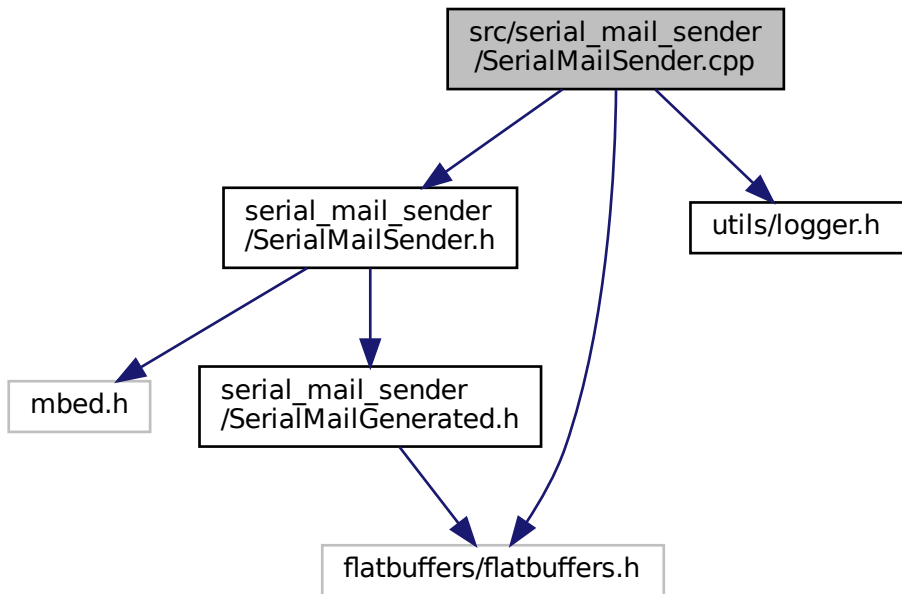 src/serial_mail_sender
/SerialMailSender.cpp
serial_mail_sender
/SerialMailSender.h
utils/logger.h
mbed.h
serial_mail_sender
/SerialMailGenerated.h
flatbuffers/flatbuffers.h